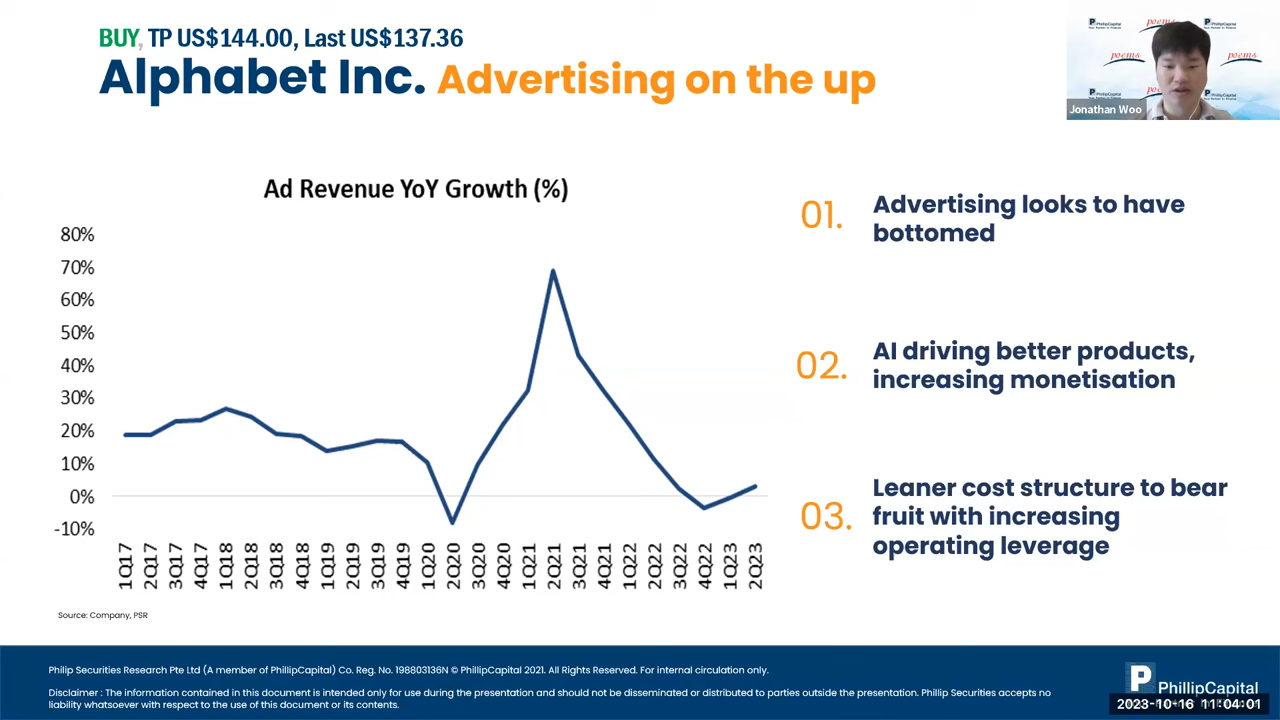 BUY, TP US$144.00, Last US$137.36
Alphabet Inc. Advertising on the up
PhillipCapital
PhillipCapital
poems
poems
PhillipCapital
PhillipCapital
Jonathan Woo
Ad Revenue YoY Growth (%)
80%
70%
60%
50%
40%
30%
20%
10%
0%
-10%
1Q17
2Q17
3Q17
4Q17
1Q18
2Q18
3Q18
4Q18
1Q19
2Q19
3Q19
4Q19
1Q20
2Q20
3Q20
4Q20
1Q21
2Q21
3Q21
4Q21
1Q22
2Q22
3Q22
4Q22
1Q23
2Q23
Source: Company, PSR
01.
Advertising looks to have
bottomed
02.
AI driving better products,
increasing monetisation
03.
Leaner cost structure to bear
fruit with increasing
operating leverage
Philip Securities Research Pte Ltd (A member of PhillipCapital) Co. Reg. No. 198803136N © PhillipCapital 2021. All Rights Reserved. For internal circulation only.
Disclaimer : The information contained in this document is intended only for use during the presentation and should not be disseminated or distributed to parties outside the presentation. Phillip Securities accepts no
liability whatsoever with respect to the use of this document or its contents.
PhillipCapital
2023-10-16 11:04:01